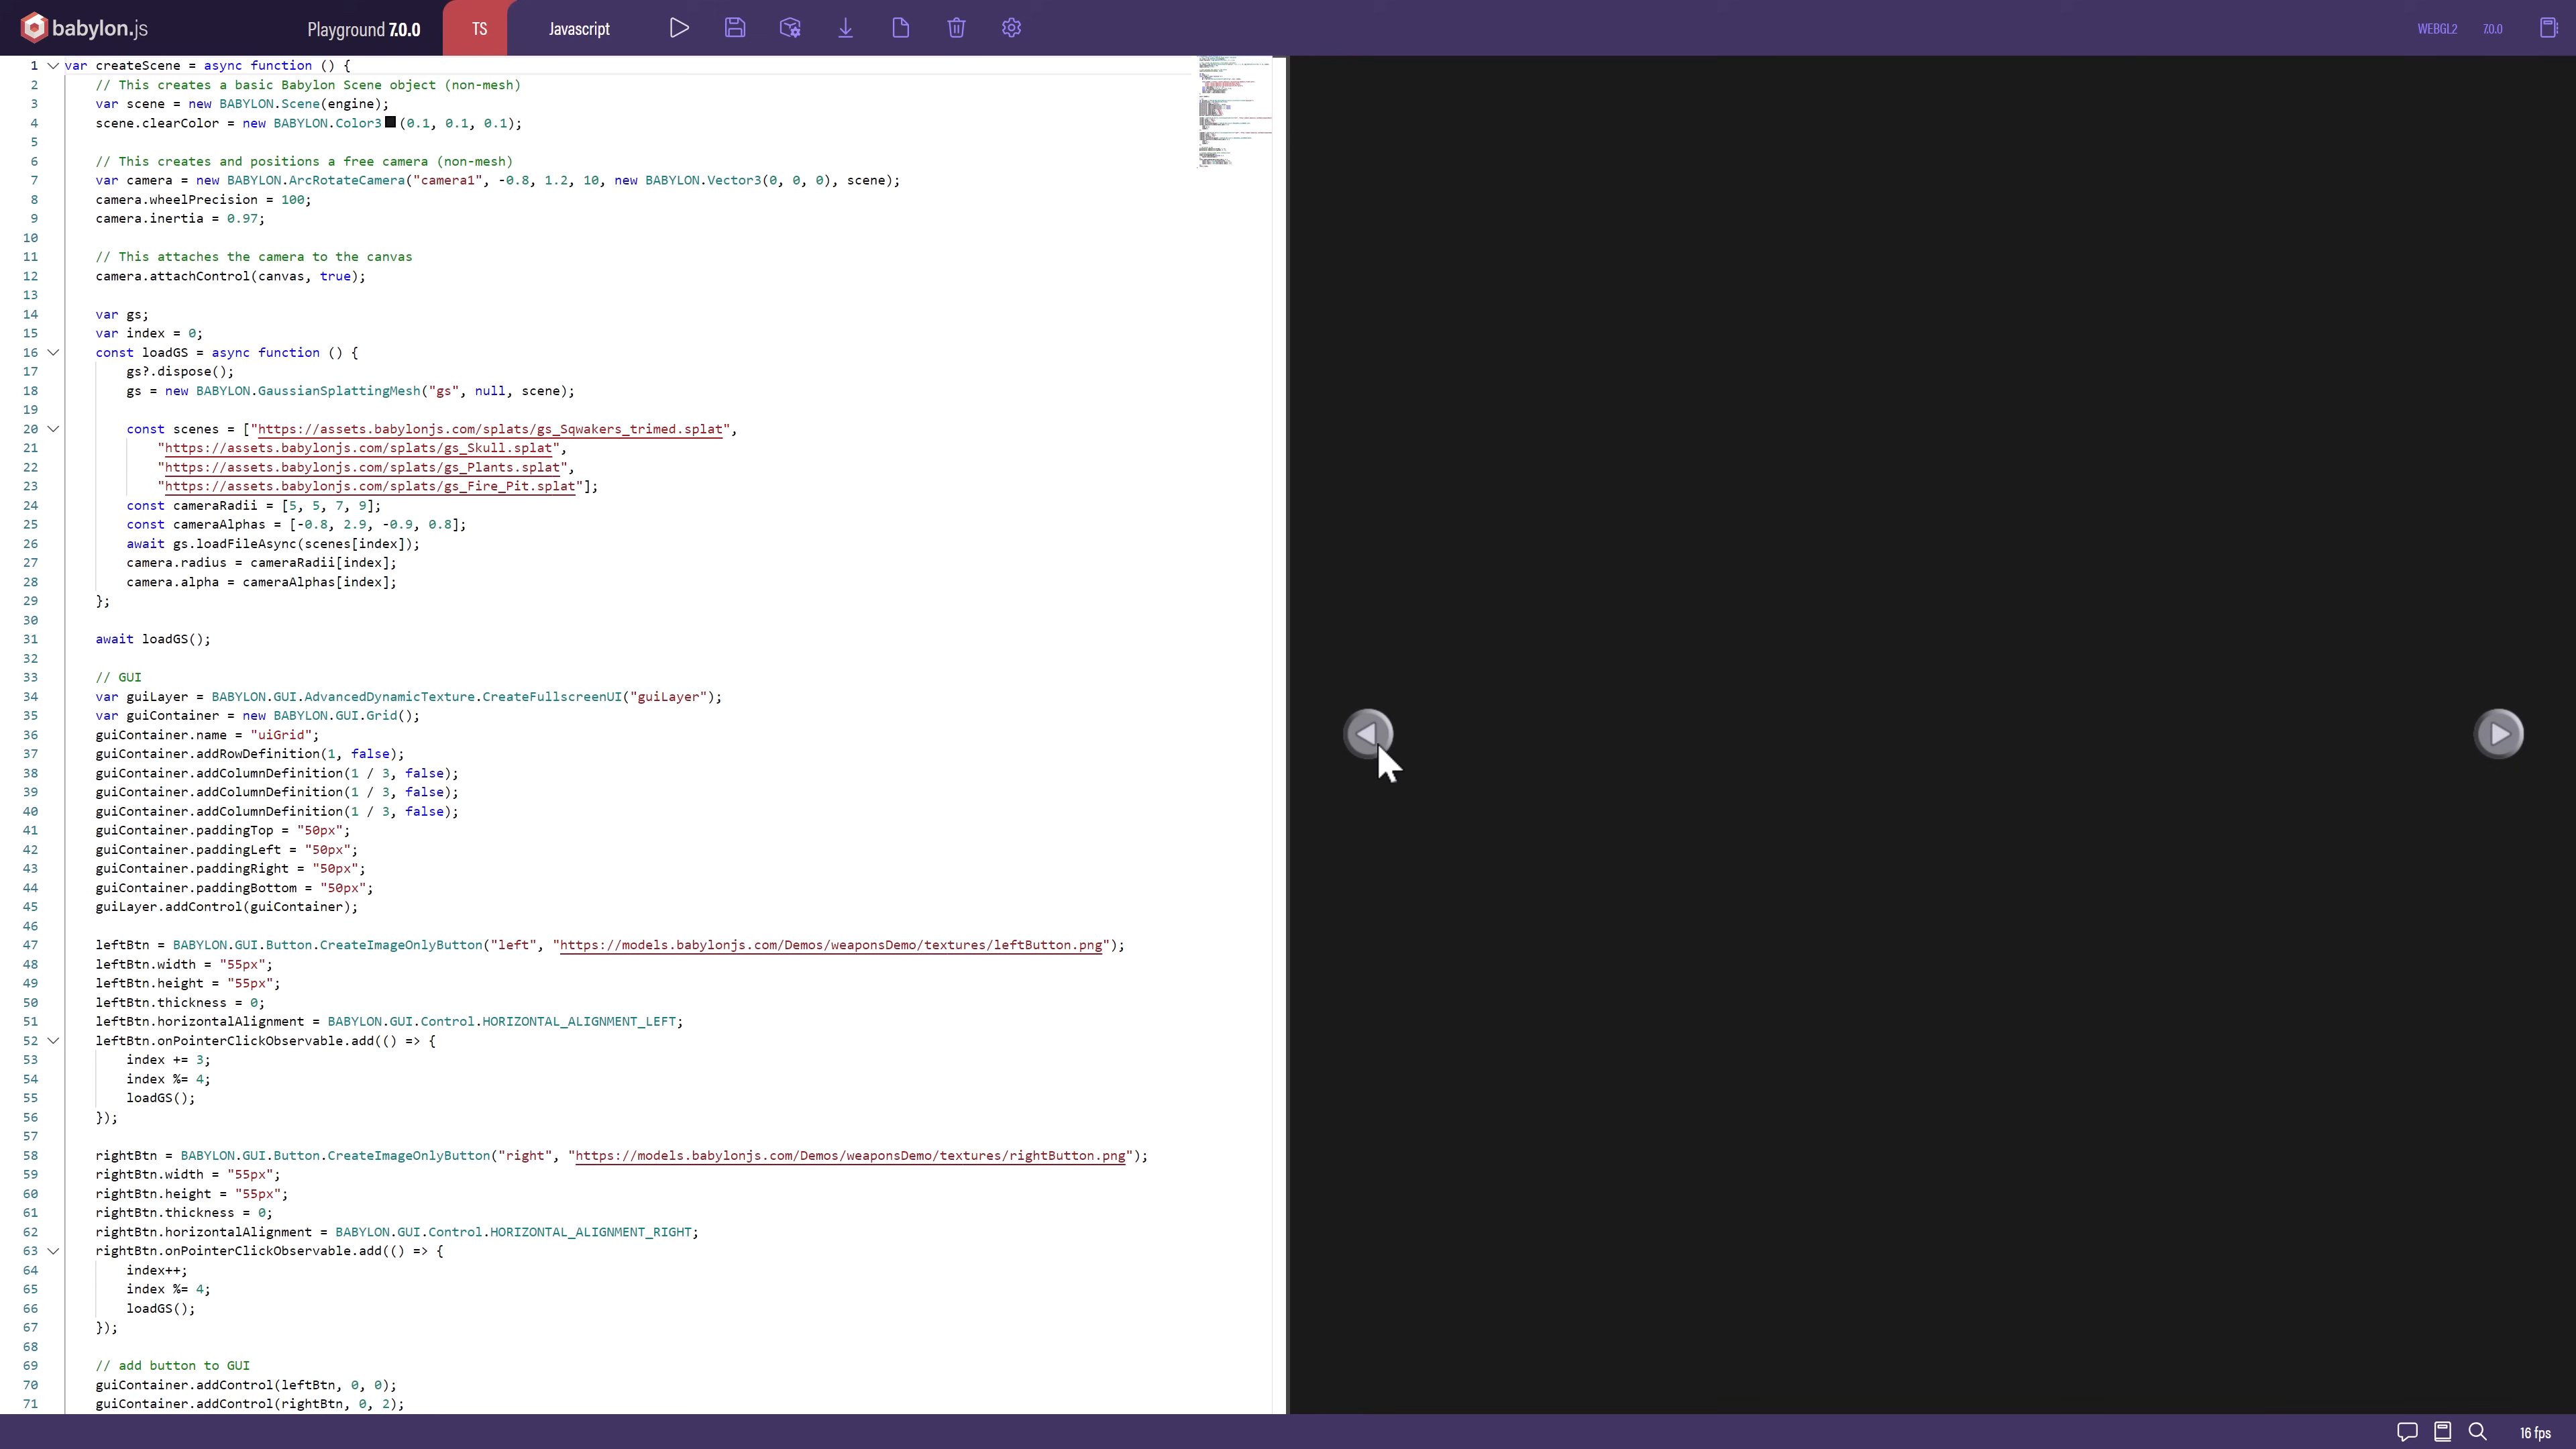 babylon.js
Playground 7.0.0
TS
Javascript
WEBGL2
7.0.0
1 var createScene = async function () {
2 // This creates a basic Babylon Scene object (non-mesh)
3 var scene = new BABYLON.Scene(engine);
4 scene.clearColor = new BABYLON.Color3(0.1, 0.1, 0.1);
5
6 // This creates and positions a free camera (non-mesh)
7 var camera = new BABYLON.ArcRotateCamera("camera1", -0.8, 1.2, 10, new BABYLON.Vector3(0, 0, 0), scene);
8 camera.wheelPrecision = 100;
9 camera.inertia = 0.97;
10
11 // This attaches the camera to the canvas
12 camera.attachControl(canvas, true);
13
14 var gs;
15 var index = 0;
16 const loadGS = async function () {
17 gs?.dispose();
18 gs = new BABYLON.GaussianSplattingMesh("gs", null, scene);
19
20 const scenes = ["https://assets.babylonjs.com/splats/gs_Sqwakers_trimed.splat",
21 "https://assets.babylonjs.com/splats/gs_Skull.splat",
22 "https://assets.babylonjs.com/splats/gs_Plants.splat",
23 "https://assets.babylonjs.com/splats/gs_Fire_Pit.splat"];
24 const cameraRadii = [5, 5, 7, 9];
25 const cameraAlphas = [-0.8, 2.9, -0.9, 0.8];
26 await gs.loadFileAsync(scenes[index]);
27 camera.radius = cameraRadii[index];
28 camera.alpha = cameraAlphas[index];
29 };
30
31 await loadGS();
32
33 // GUI
34 var guiLayer = BABYLON.GUI.AdvancedDynamicTexture.CreateFullscreenUI("guiLayer");
35 var guiContainer = new BABYLON.GUI.Grid();
36 guiContainer.name = "uiGrid";
37 guiContainer.addRowDefinition(1, false);
38 guiContainer.addColumnDefinition(1 / 3, false);
39 guiContainer.addColumnDefinition(1 / 3, false);
40 guiContainer.addColumnDefinition(1 / 3, false);
41 guiContainer.paddingTop = "50px";
42 guiContainer.paddingLeft = "50px";
43 guiContainer.paddingRight = "50px";
44 guiContainer.paddingBottom = "50px";
45 guiLayer.addControl(guiContainer);
46
47 leftBtn = BABYLON.GUI.Button.CreateImageOnlyButton("left", "https://models.babylonjs.com/Demos/weaponsDemo/textures/leftButton.png");
48 leftBtn.width = "55px";
49 leftBtn.height = "55px";
50 leftBtn.thickness = 0;
51 leftBtn.horizontalAlignment = BABYLON.GUI.Control.HORIZONTAL_ALIGNMENT_LEFT;
52 leftBtn.onPointerClickObservable.add(() => {
53 index += 3;
54 index %= 4;
55 loadGS();
56 });
57
58 rightBtn = BABYLON.GUI.Button.CreateImageOnlyButton("right", "https://models.babylonjs.com/Demos/weaponsDemo/textures/rightButton.png");
59 rightBtn.width = "55px";
60 rightBtn.height = "55px";
61 rightBtn.thickness = 0;
62 rightBtn.horizontalAlignment = BABYLON.GUI.Control.HORIZONTAL_ALIGNMENT_RIGHT;
63 rightBtn.onPointerClickObservable.add(() => {
64 index++;
65 index %= 4;
66 loadGS();
67 });
68
69 // add button to GUI
70 guiContainer.addControl(leftBtn, 0, 0);
71 guiContainer.addControl(rightBtn, 0, 2);
16 fps